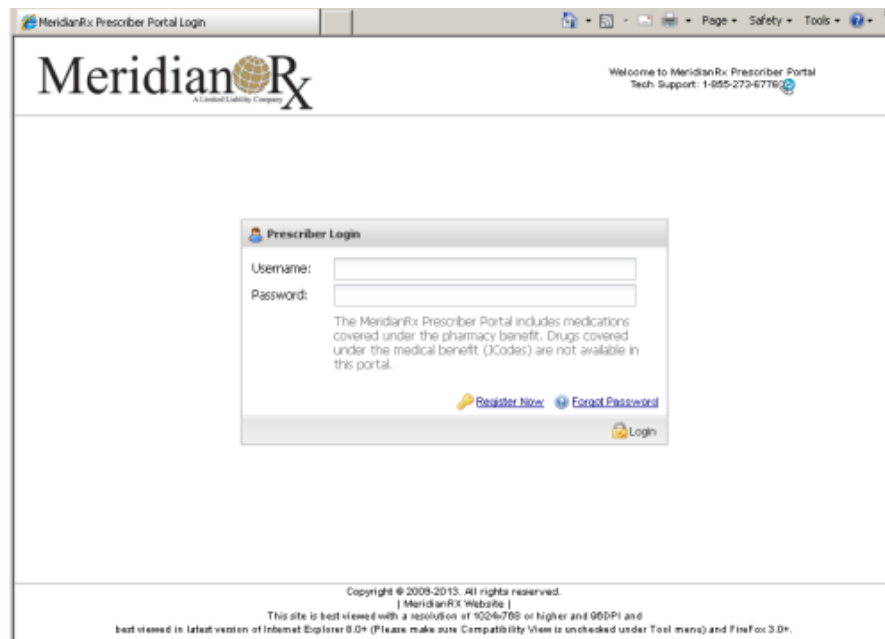 MeridianRx Prescriber Portal Login
Page Safety Tools
MeridianRx
A Limited Liability Company
Welcome to MeridianRx Prescriber Portal
Tech Support: 1-855-273-6776
Prescriber Login
Username:
Password:
The MeridianRx Prescriber Portal includes medications
covered under the pharmacy benefit. Drugs covered
under the medical benefit (JCodes) are not available in
this portal.
Register Now Forgot Password
Login
Copyright © 2009-2013. All rights reserved.
| MeridianRX Website |
This site is best viewed with a resolution of 1024x768 or higher and 96DPI and
best viewed in latest version of Internet Explorer 8.0+ (Please make sure Compatibility View is unchecked under Tool menu) and FireFox 3.0+.